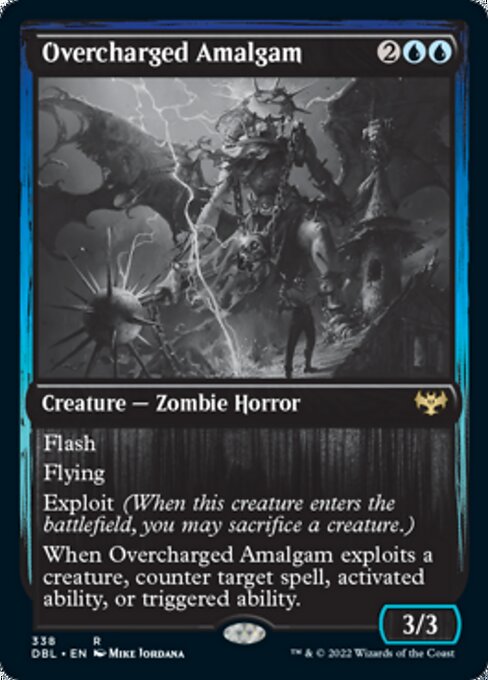 Overcharged Amalgam 2
Creature — Zombie Horror
Flash
Flying
Exploit (When this creature enters the
battlefield, you may sacrifice a creature.)
When Overcharged Amalgam exploits a
creature, counter target spell, activated
ability, or triggered ability.
3/3
338 R
DBL • EN Mike Jordana
™ & © 2022 Wizards of the Coast